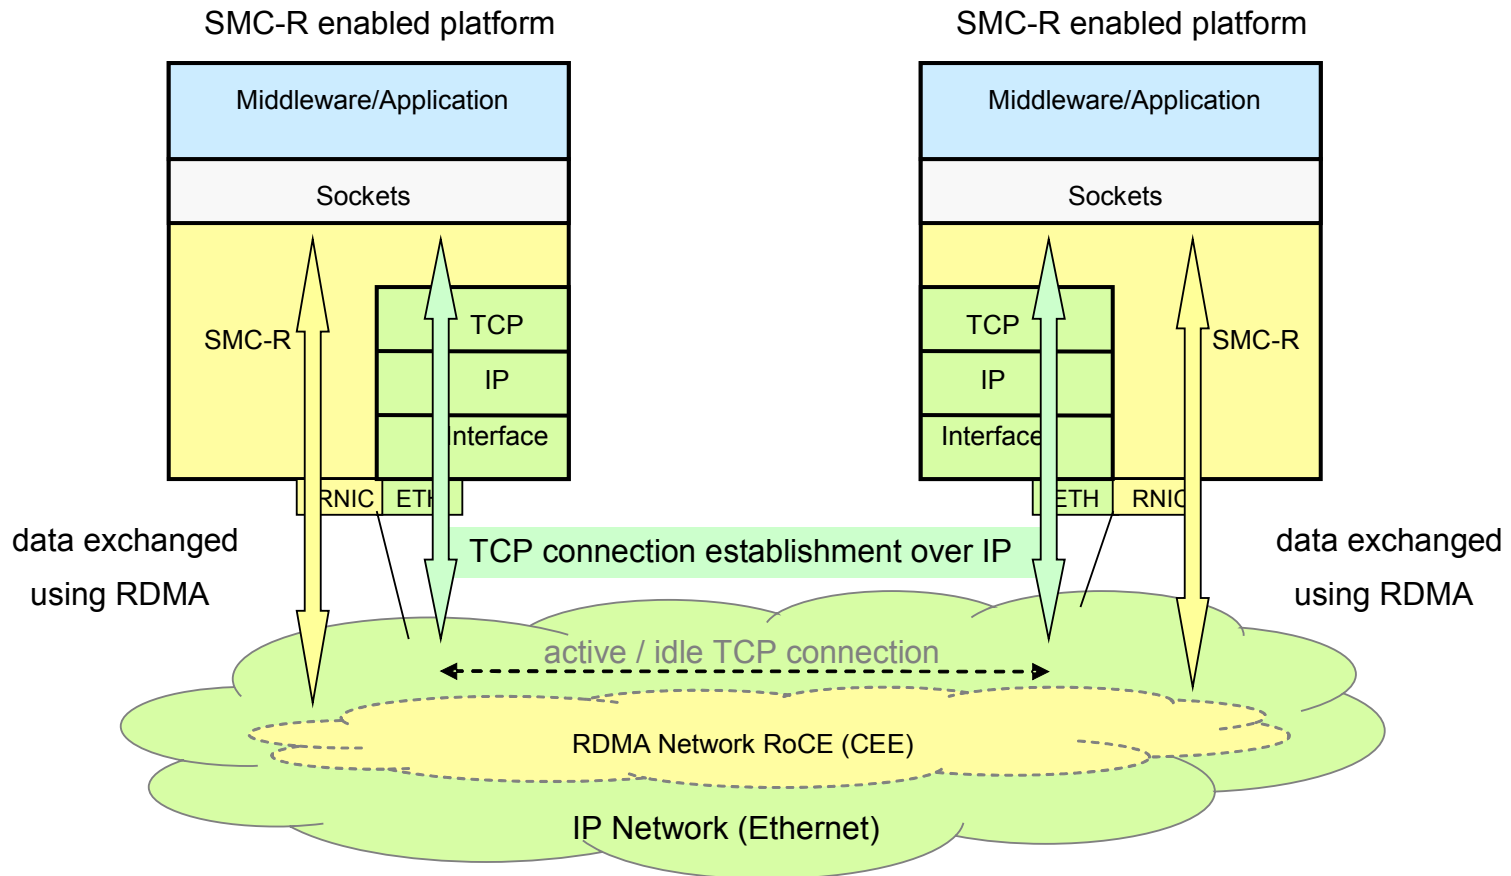 SMC-R enabled platform
SMC-R enabled platform
Middleware/Application
Middleware/Application
Sockets
Sockets
TCP
TCP
SMC-R
SMC-R
IP
IP
Interface
Interface
RNIC
ETH
ETH
RNIC
data exchanged
using RDMA
TCP connection establishment over IP
data exchanged
using RDMA
active / idle TCP connection
RDMA Network RoCE (CEE)
IP Network (Ethernet)